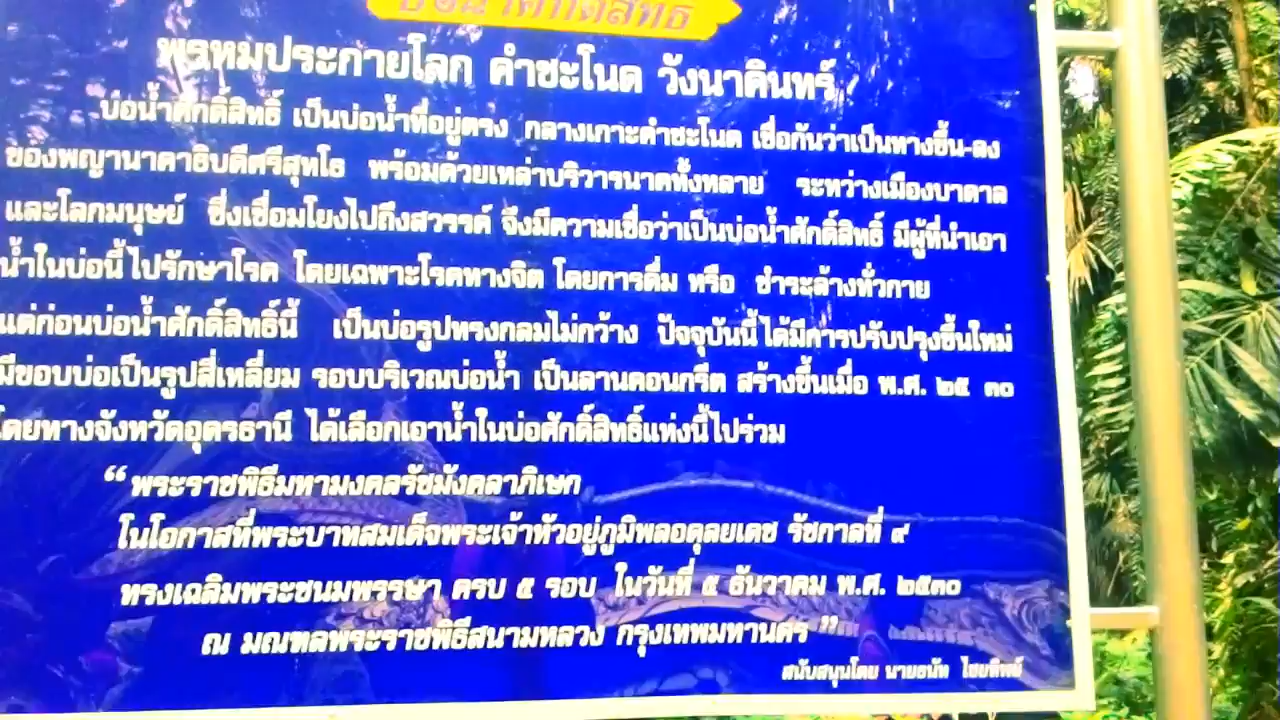 บ่อน้ำศักดิ์สิทธิ์
พรหมประกายโลก คำชะโนด วังนาคินทร์
บ่อน้ำศักดิ์สิทธิ์ เป็นบ่อน้ำที่อยู่ตรง กลางเกาะคำชะโนด เชื่อกันว่าเป็นทางขึ้น-ลง
ของพญานาคาธิบดีศรีสุทโธ พร้อมด้วยเหล่าบริวารนาคทั้งหลาย ระหว่างเมืองบาดาล
และโลกมนุษย์ ซึ่งเชื่อมโยงไปถึงสวรรค์ จึงมีความเชื่อว่าเป็นบ่อน้ำศักดิ์สิทธิ์ มีผู้ที่นำเอา
น้ำในบ่อนี้ไปรักษาโรค โดยเฉพาะโรคทางจิต โดยการดื่ม หรือ ชำระล้างทั่วกาย
แต่ก่อนบ่อน้ำศักดิ์สิทธิ์นี้ เป็นบ่อรูปทรงกลมไม่กว้าง ปัจจุบันนี้ได้มีการปรับปรุงขึ้นใหม่
มีขอบบ่อเป็นรูปสี่เหลี่ยม รอบบริเวณบ่อน้ำ เป็นลานคอนกรีต สร้างขึ้นเมื่อ พ.ศ. ๒๕ ๓๐
โดยทางจังหวัดอุดรธานี ได้เลือกเอาน้ำในบ่อศักดิ์สิทธิ์แห่งนี้ไปร่วม
“ พระราชพิธีมหามงคลรัชมังคลาภิเษก
ในโอกาสที่พระบาทสมเด็จพระเจ้าหัวอยู่ภูมิพลอดุลยเดช รัชกาลที่ ๙
ทรงเฉลิมพระชนมพรรษา ครบ ๕ รอบ ในวันที่ ๕ ธันวาคม พ.ศ. ๒๕๓๐
ณ มณฑลพระราชพิธีสนามหลวง กรุงเทพมหานคร ”
สนับสนุนโดย นายอนัท ไชยทิพย์